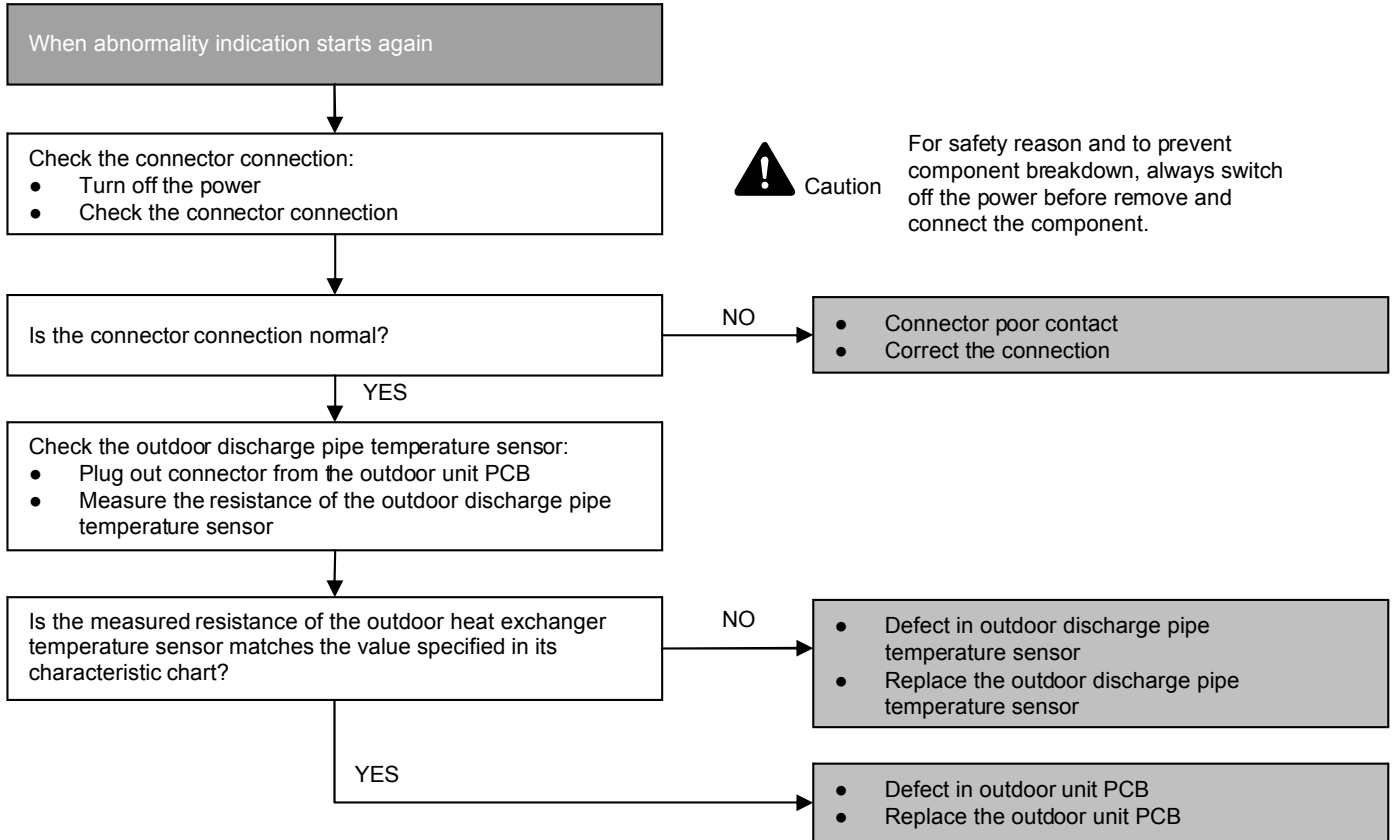 When abnormality indication starts again
Check the connector connection:
● Turn off the power
● Check the connector connection
Caution
For safety reason and to prevent
component breakdown, always switch
off the power before remove and
connect the component.
Is the connector connection normal?
NO
● Connector poor contact
● Correct the connection
YES
Check the outdoor discharge pipe temperature sensor:
● Plug out connector from the outdoor unit PCB
● Measure the resistance of the outdoor discharge pipe
temperature sensor
Is the measured resistance of the outdoor heat exchanger
temperature sensor matches the value specified in its
characteristic chart?
NO
● Defect in outdoor discharge pipe
temperature sensor
● Replace the outdoor discharge pipe
temperature sensor
YES
● Defect in outdoor unit PCB
● Replace the outdoor unit PCB